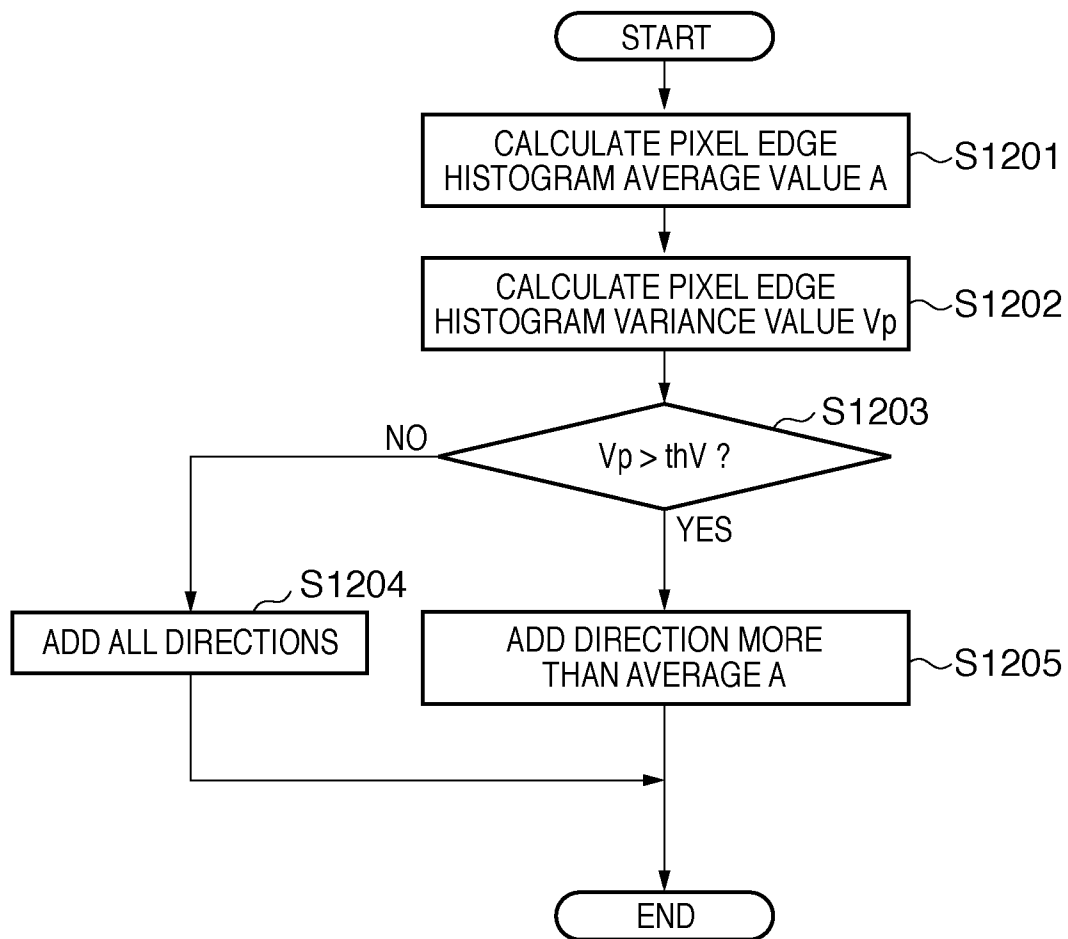 START
CALCULATE PIXEL EDGE
HISTOGRAM AVERAGE VALUE A
S1201
CALCULATE PIXEL EDGE
HISTOGRAM VARIANCE VALUE Vp
S1202
S1203
Vp > thV ?
NO
YES
S1204
ADD ALL DIRECTIONS
ADD DIRECTION MORE
THAN AVERAGE A
S1205
END